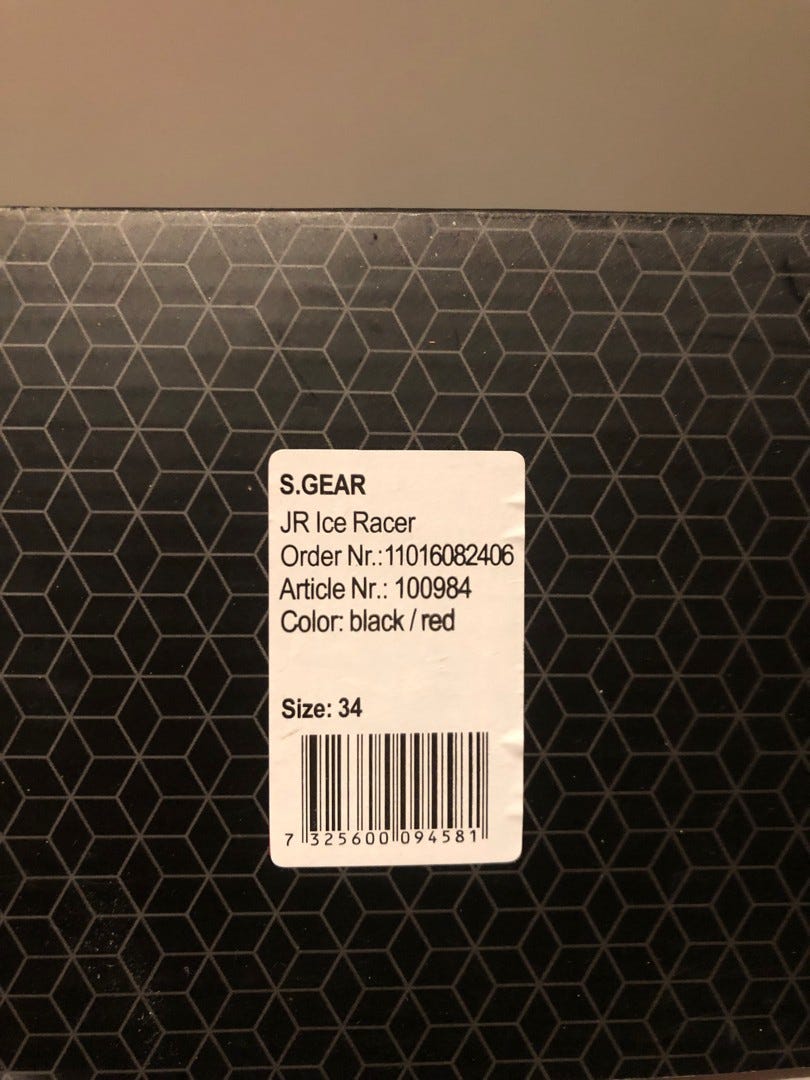 S.GEAR
JR Ice Racer
Order Nr.:11016082406
Article Nr.: 100984
Color: black / red
Size: 34
7 325600 094581